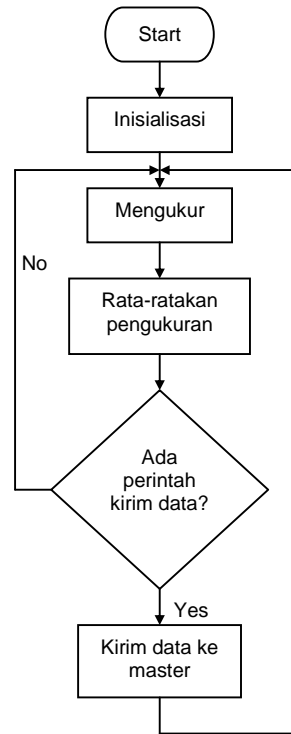 Start
Inisialisasi
Mengukur
No
Rata-ratakan
pengukuran
Ada
perintah
kirim data?
Yes
Kirim data ke
master